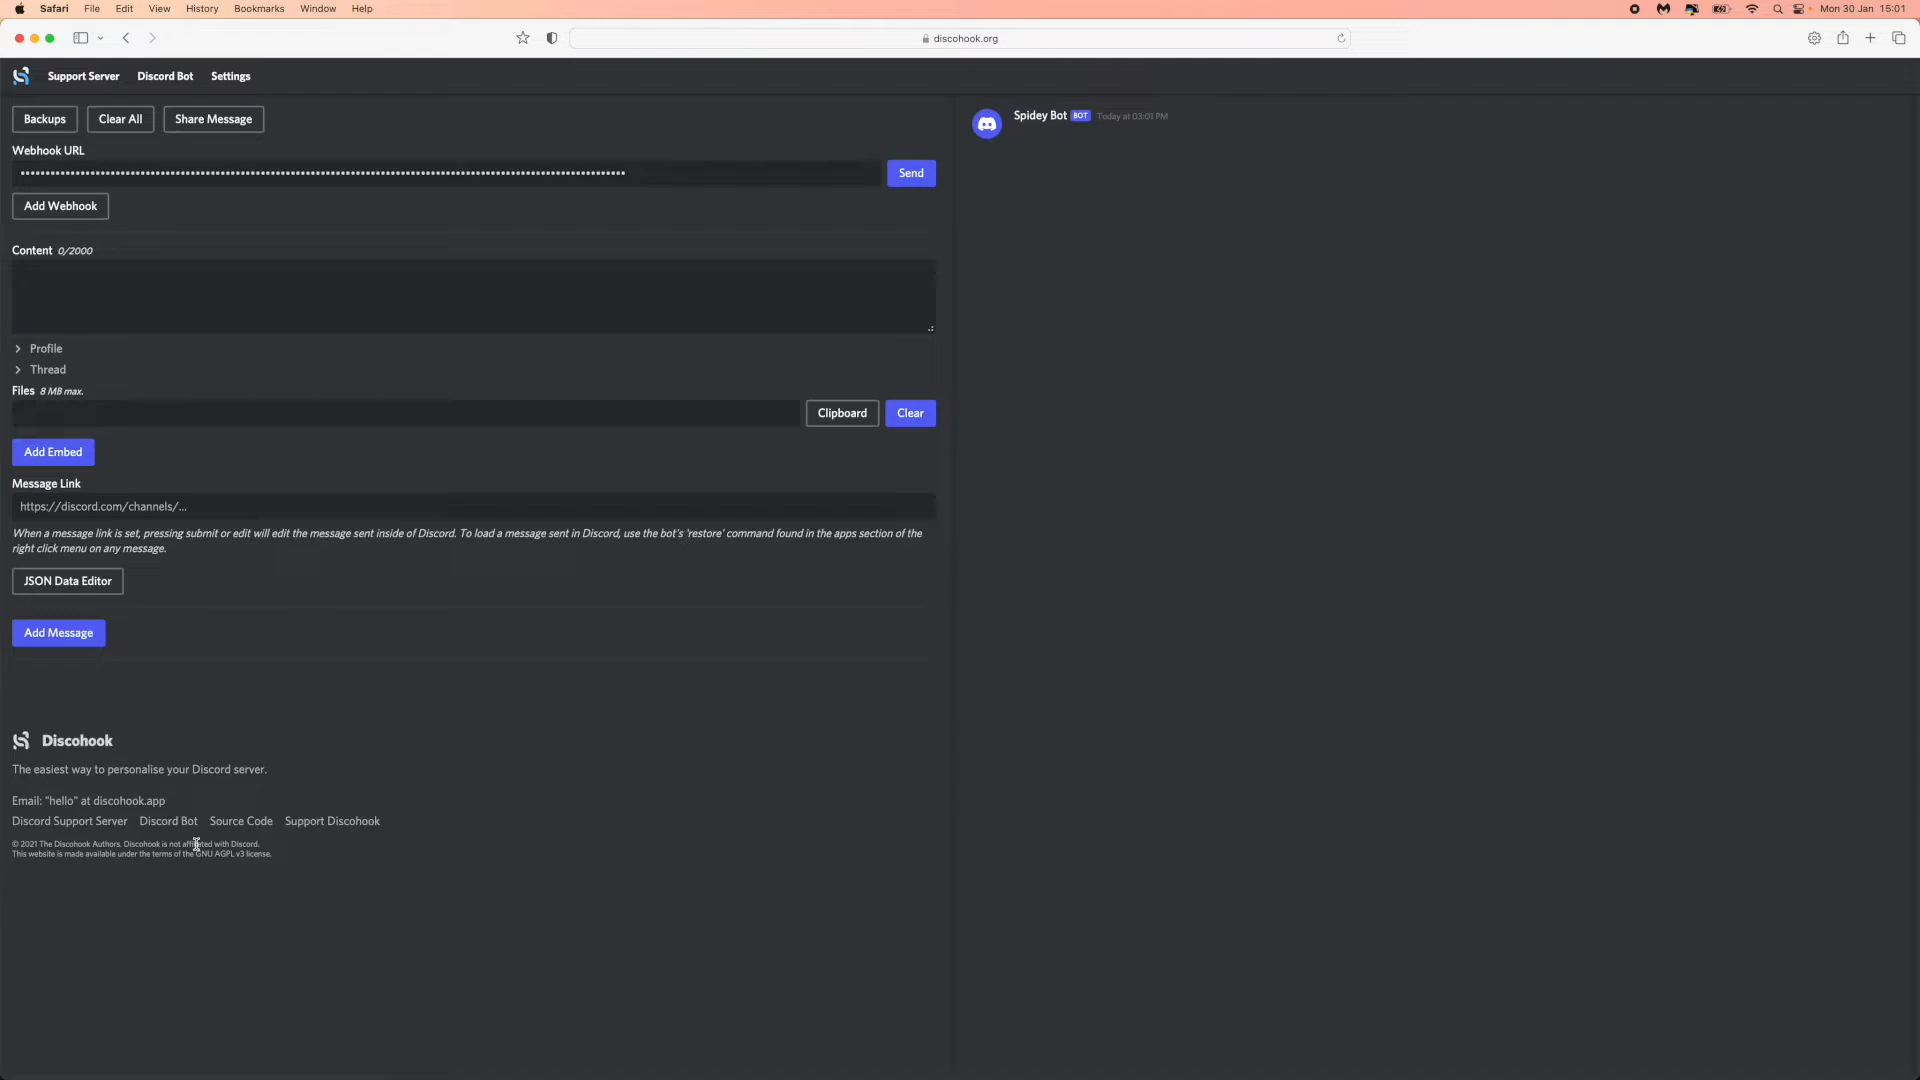 Safari File Edit View History Bookmarks Window Help Mon 30 Jan 15:01
discohook.org
Support Server Discord Bot Settings
Backups Clear All Share Message
Spidey Bot BOT Today at 03:01 PM
Webhook URL
••••••••••••••••••••••••••••••••••••••••••••••••••••••••••••••••••••••••••••••••••••••••••••••••••••••••••••••••••••••••• Send
Add Webhook
Content 0/2000
Profile
Thread
Files 8 MB max.
Clipboard Clear
Add Embed
Message Link
https://discord.com/channels/...
When a message link is set, pressing submit or edit will edit the message sent inside of Discord. To load a message sent in Discord, use the bot's 'restore' command found in the apps section of the
right click menu on any message.
JSON Data Editor
Add Message
Discohook
The easiest way to personalise your Discord server.
Email: "hello" at discohook.app
Discord Support Server Discord Bot Source Code Support Discohook
© 2021 The Discohook Authors. Discohook is not affiliated with Discord.
This website is made available under the terms of the GNU AGPL v3 license.